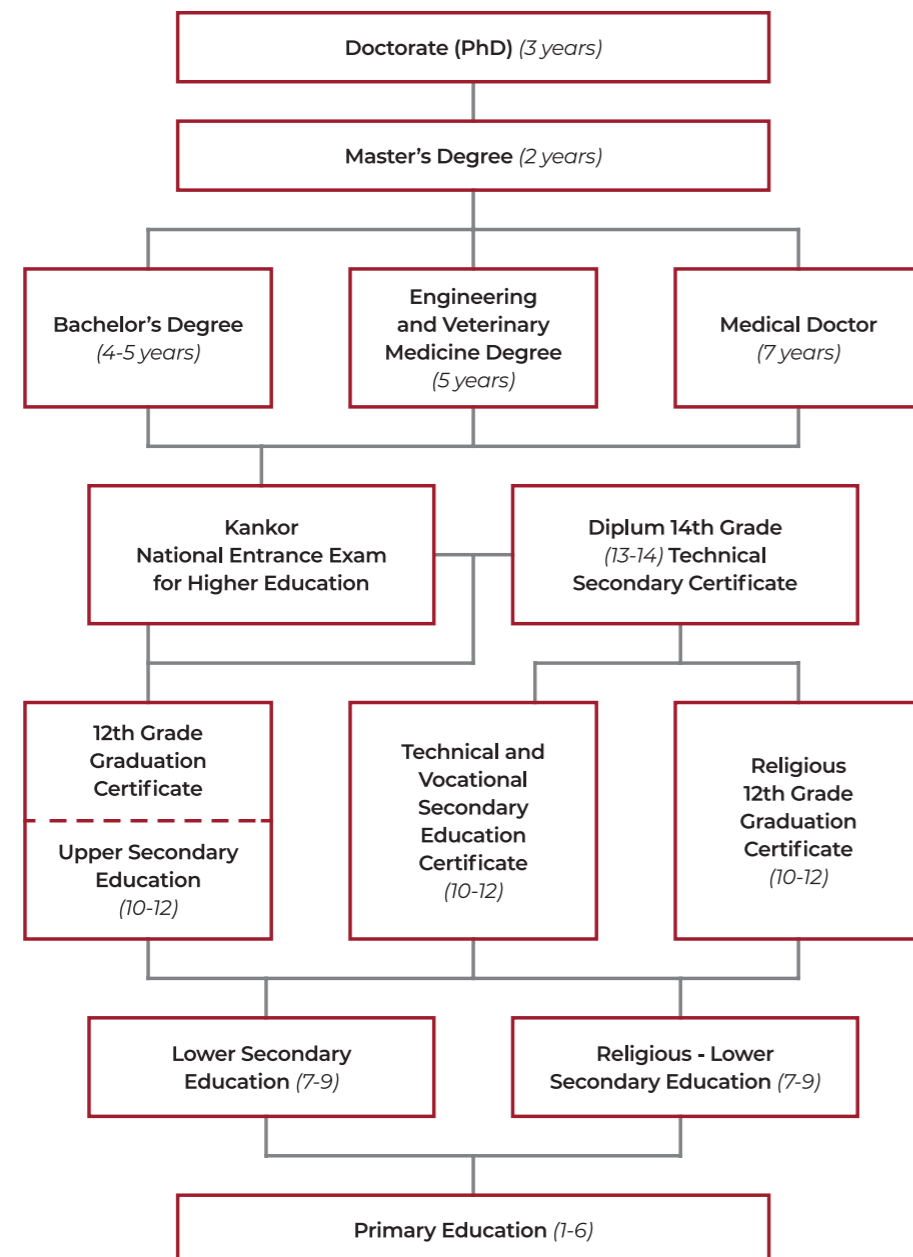 Doctorate (PhD) (3 years)
Master's Degree (2 years)
Bachelor's Degree
(4-5 years)
Engineering
and Veterinary
Medicine Degree
(5 years)
Medical Doctor
(7 years)
Kankor
National Entrance Exam
for Higher Education
Diplum 14th Grade
(13-14) Technical
Secondary Certificate
12th Grade
Graduation
Certificate
Upper Secondary
Education
(10-12)
Technical and
Vocational
Secondary
Education
Certificate
(10-12)
Religious
12th Grade
Graduation
Certificate
(10-12)
Lower Secondary
Education (7-9)
Religious - Lower
Secondary Education (7-9)
Primary Education (1-6)